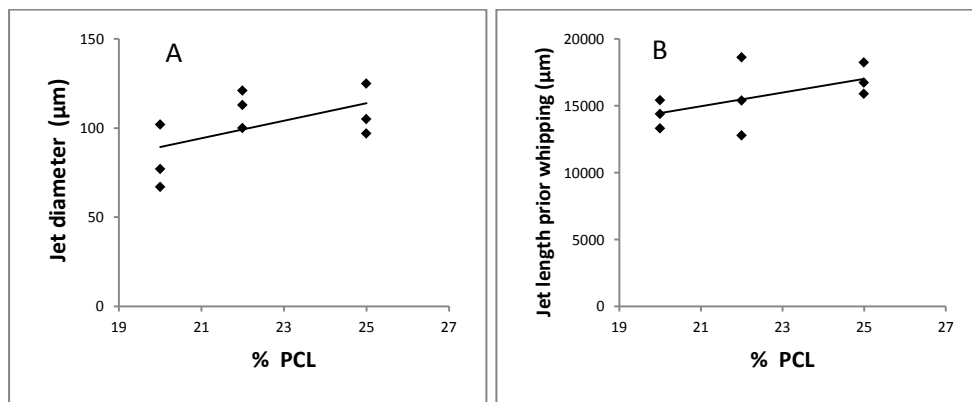 A
Jet diameter (µm)
150
100
50
0
19 21 23 25 27
% PCL
B
Jet length prior whipping (µm)
20000
15000
10000
5000
0
19 21 23 25 27
% PCL